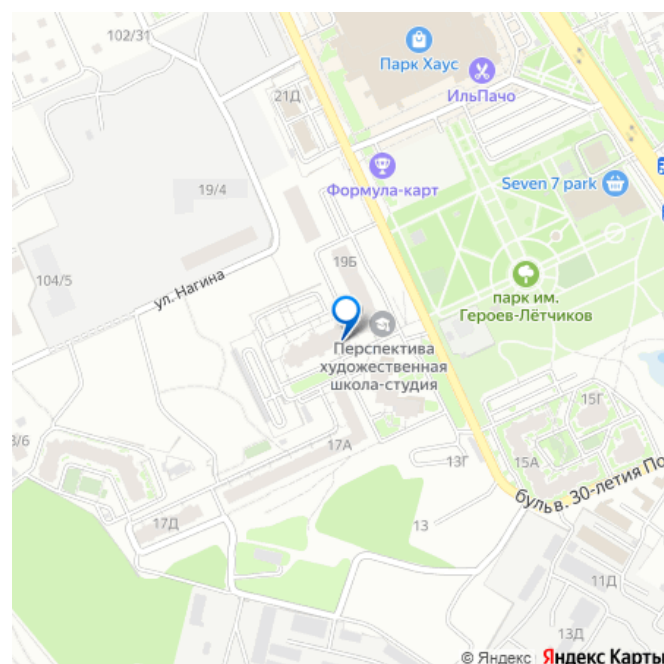 102/31
Парк Хаус
ИльПачо
21Д
Формула-карт
Seven 7 park
19/4
19Б
104/5
ул. Нагина
парк им.
Героев-Лётчиков
Перспектива
художественная
школа-студия
15Г
17А
13Г
15А
бульв. 30-летия По
17Д
13
11Д
13Д
© Яндекс
Яндекс Карты